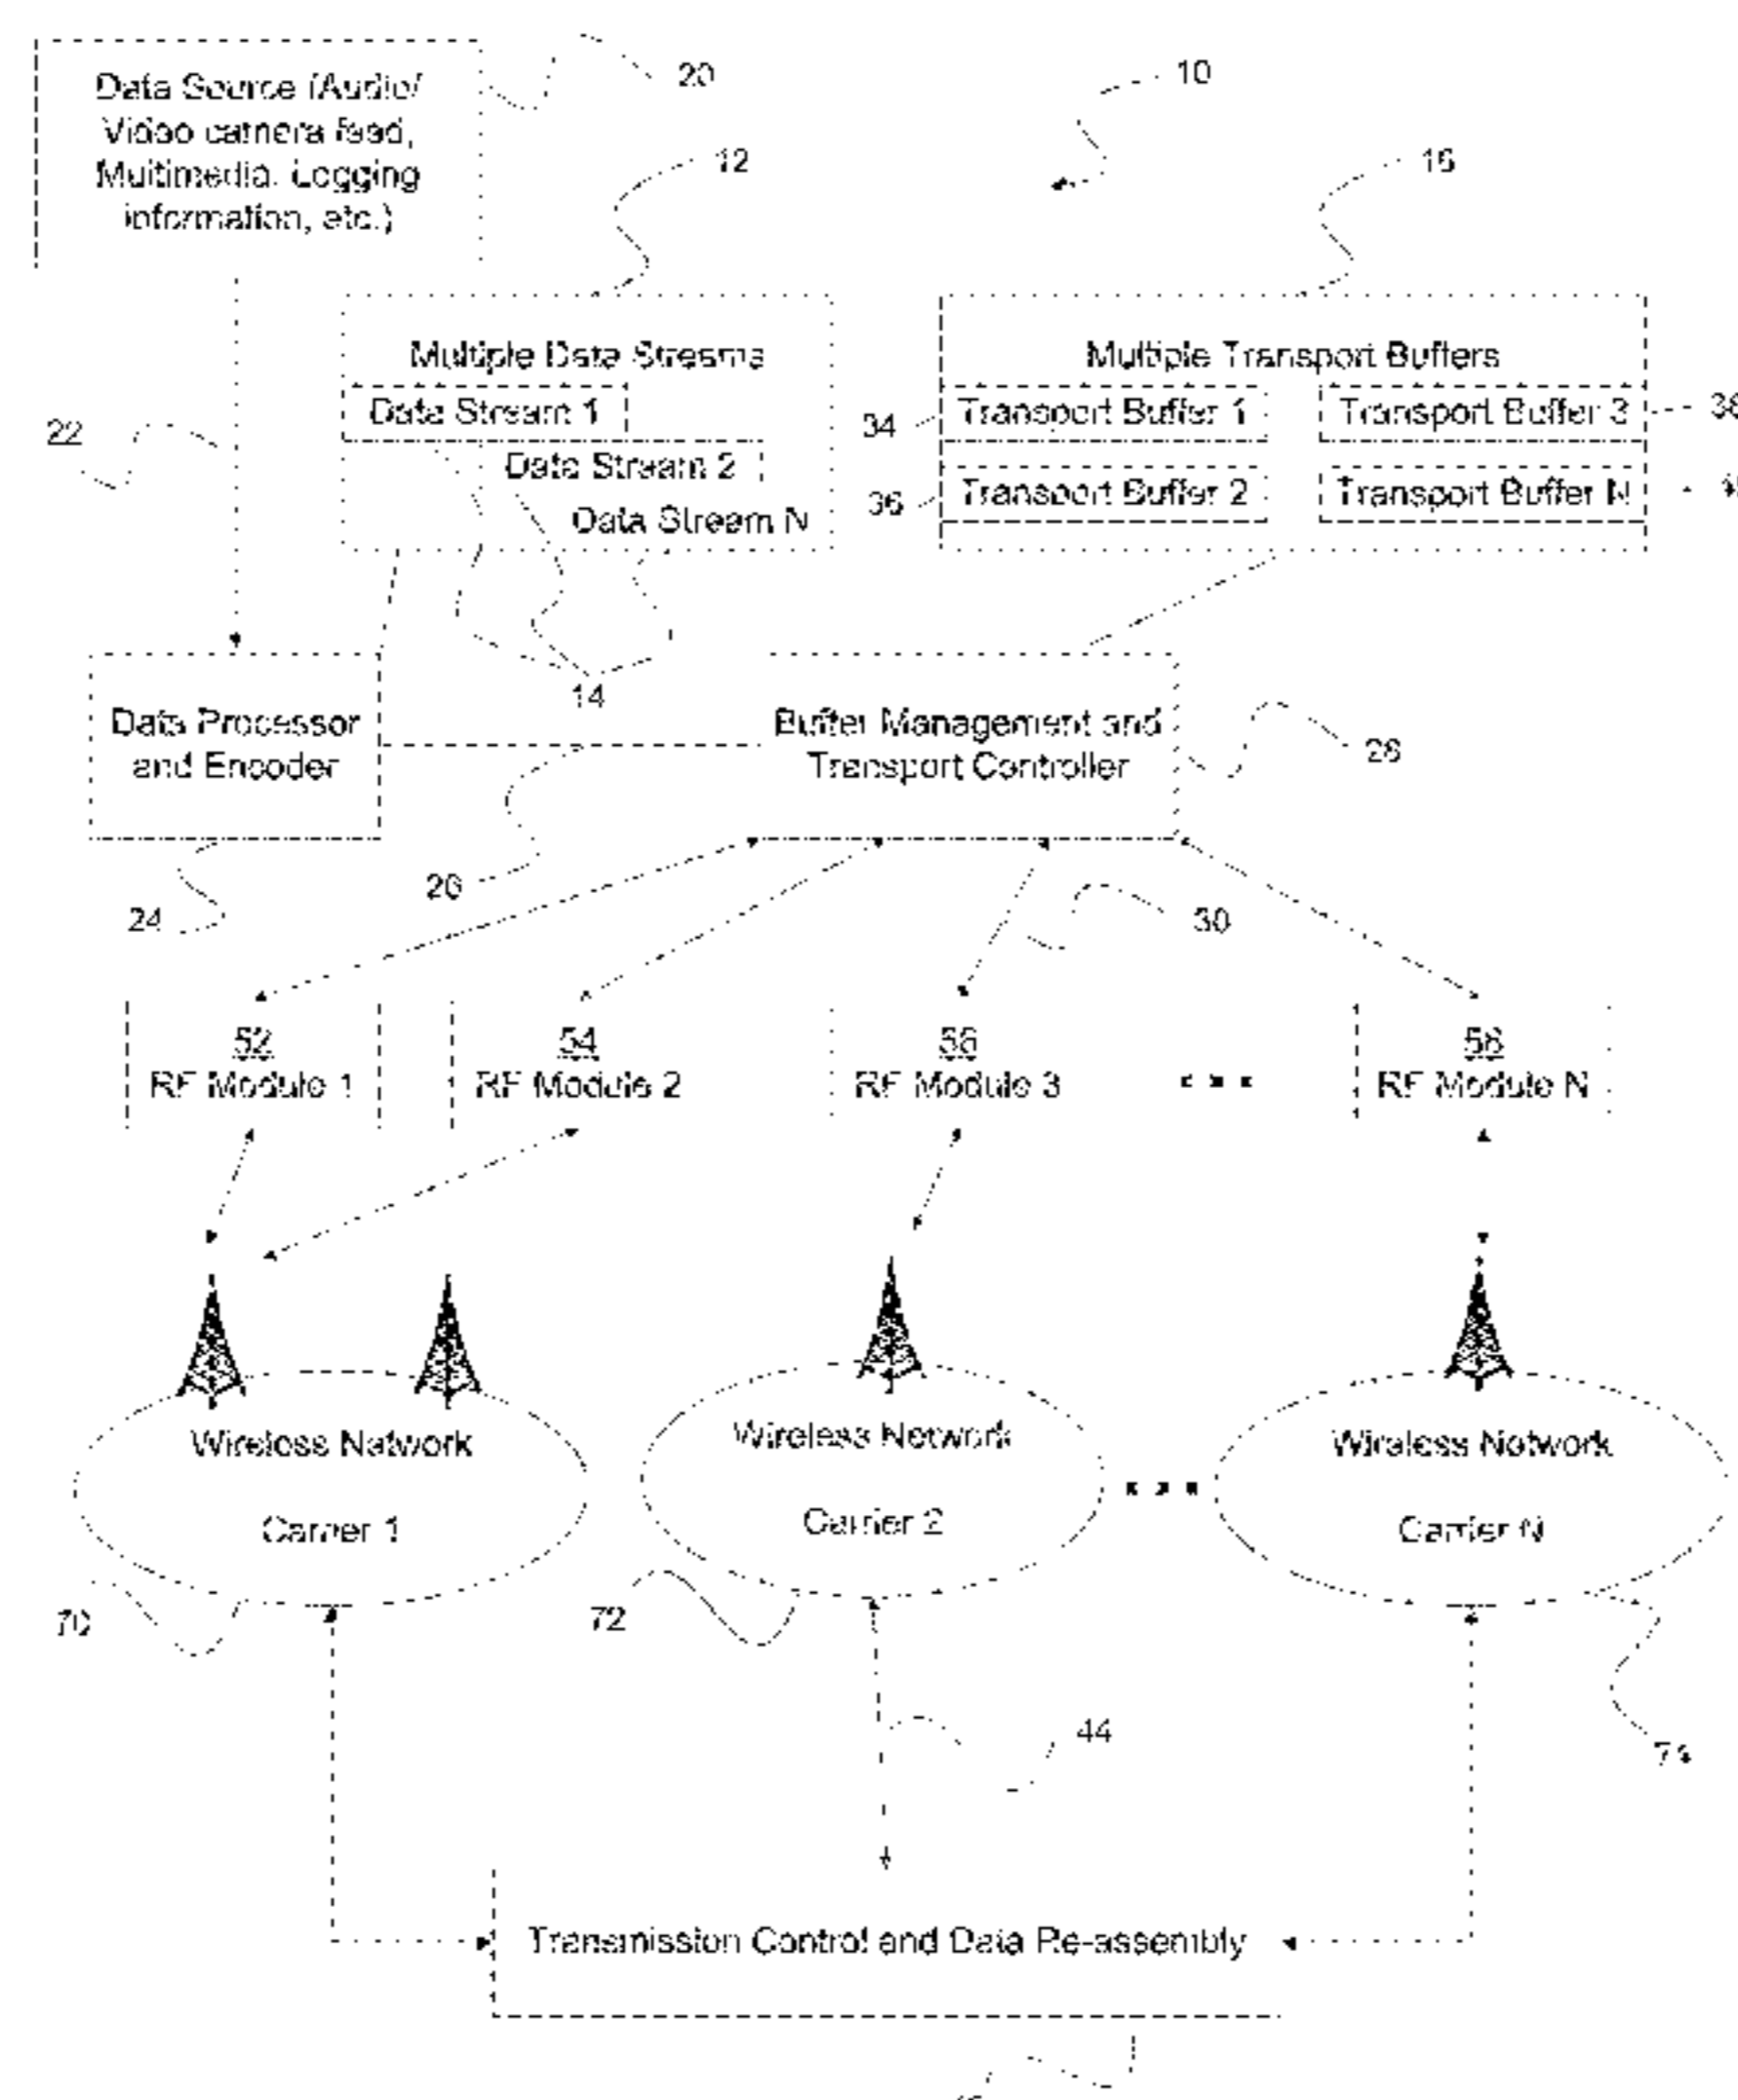 20
10
Data Source (Audio/
Video camera feed,
Multimedia, Logging
information, etc.)
12
16
Multiple Data Streams
Data Stream 1
Data Stream 2
Data Stream N
Multiple Transport Buffers
34
Transport Buffer 1
Transport Buffer 3
36
Transport Buffer 2
Transport Buffer N
22
14
Data Processor
and Encoder
Buffer Management and
Transport Controller
28
24
26
30
52
RF Module 1
54
RF Module 2
56
RF Module 3
RF Module N
Wireless Network
Carrier 1
Wireless Network
Carrier 2
Wireless Network
Carrier N
70
72
44
74
Transmission Control and Data Re-assembly